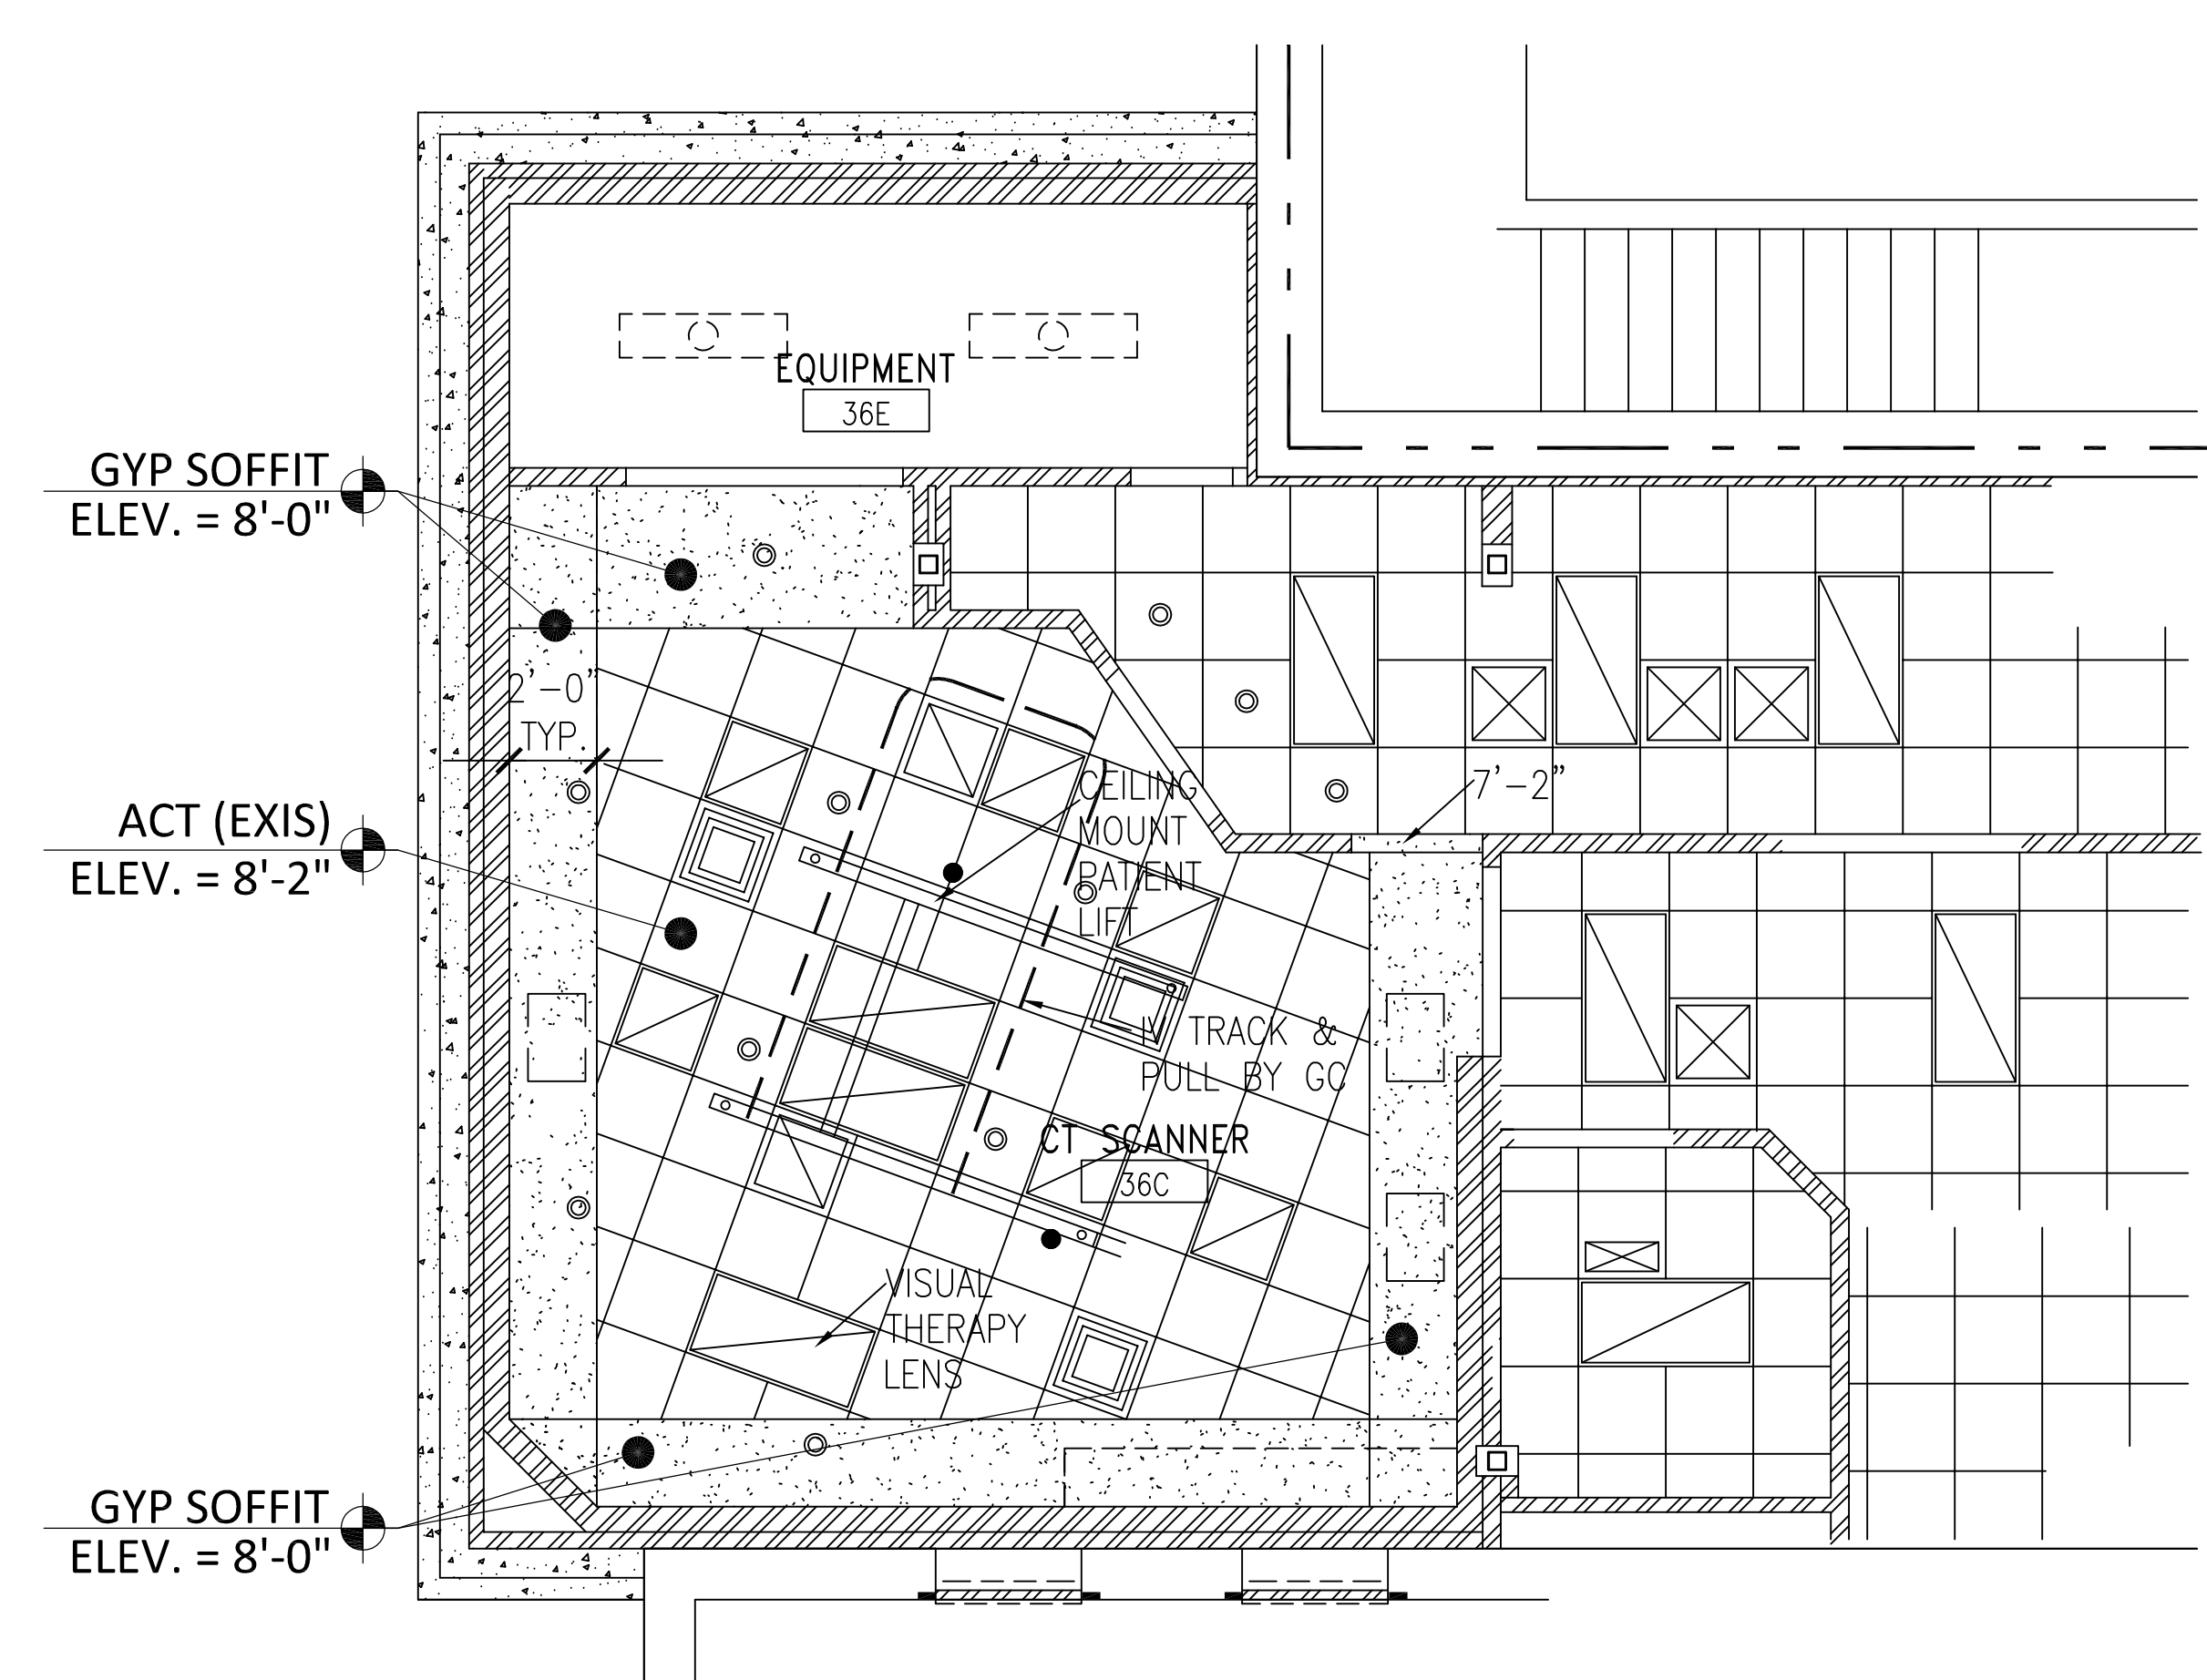 EQUIPMENT
36E
GYP SOFFIT
ELEV. = 8'-0"
2'-0"
TYP.
ACT (EXIS)
ELEV. = 8'-2"
CEILING
MOUNT
PATIENT
LIFT
7'-2"
IV TRACK &
PULL BY GC
CT SCANNER
36C
VISUAL
THERAPY
LENS
GYP SOFFIT
ELEV. = 8'-0"